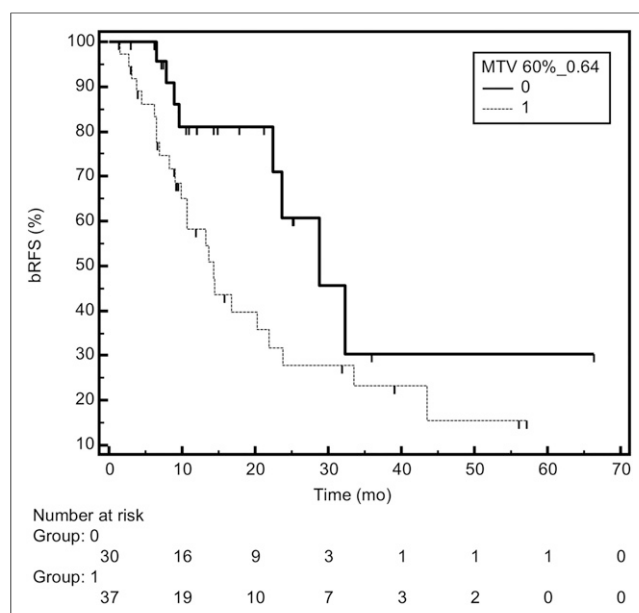 100
90
80
70
60
50
40
30
20
10
bRFS (%)
MTV 60%_0.64
0
1
0 10 20 30 40 50 60 70
Time (mo)
Number at risk
Group: 0
30 16 9 3 1 1 1 0
Group: 1
37 19 10 7 3 2 0 0